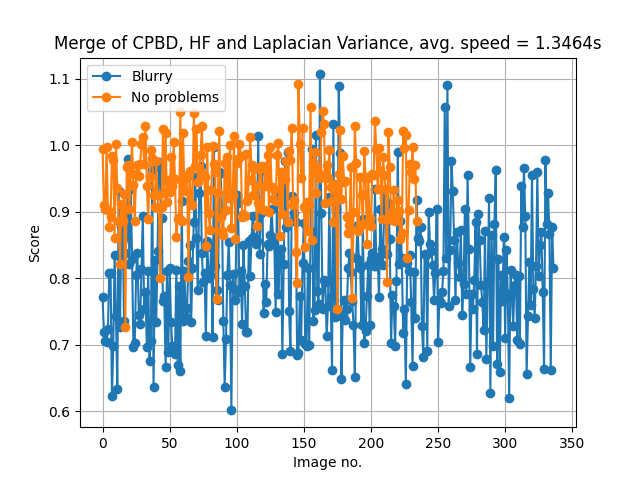 Merge of CPBD, HF and Laplacian Variance, avg. speed = 1.3464s
Blurry
No problems
Score
1.1
1.0
0.9
0.8
0.7
0.6
0 50 100 150 200 250 300 350
Image no.